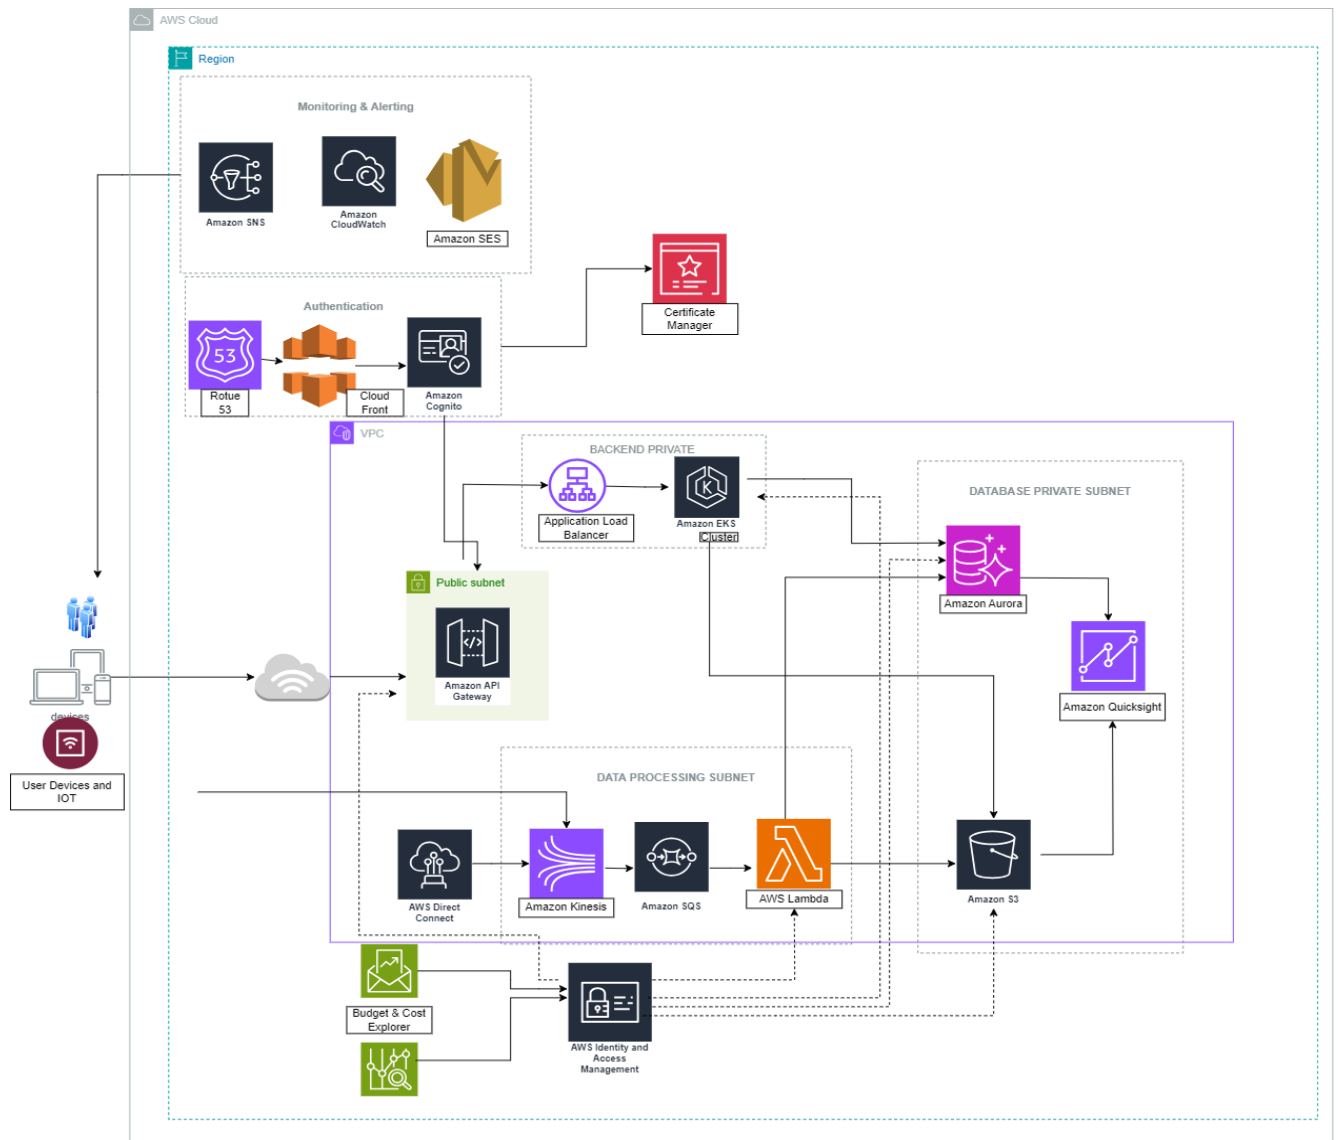 AWS Cloud
Region
Monitoring & Alerting
Amazon SNS
Amazon
CloudWatch
Amazon SES
Authentication
53
Rotue
53
Cloud
Front
Amazon
Cognito
Certificate
Manager
VPC
BACKEND PRIVATE
Application Load
Balancer
K
Amazon EKS
Cluster
DATABASE PRIVATE SUBNET
Amazon Aurora
Amazon Quicksight
Public subnet
</>
Amazon API
Gateway
devices
User Devices and
IOT
DATA PROCESSING SUBNET
AWS Direct
Connect
Amazon Kinesis
Amazon SQS
AWS Lambda
Amazon S3
Budget & Cost
Explorer
AWS Identity and
Access
Management